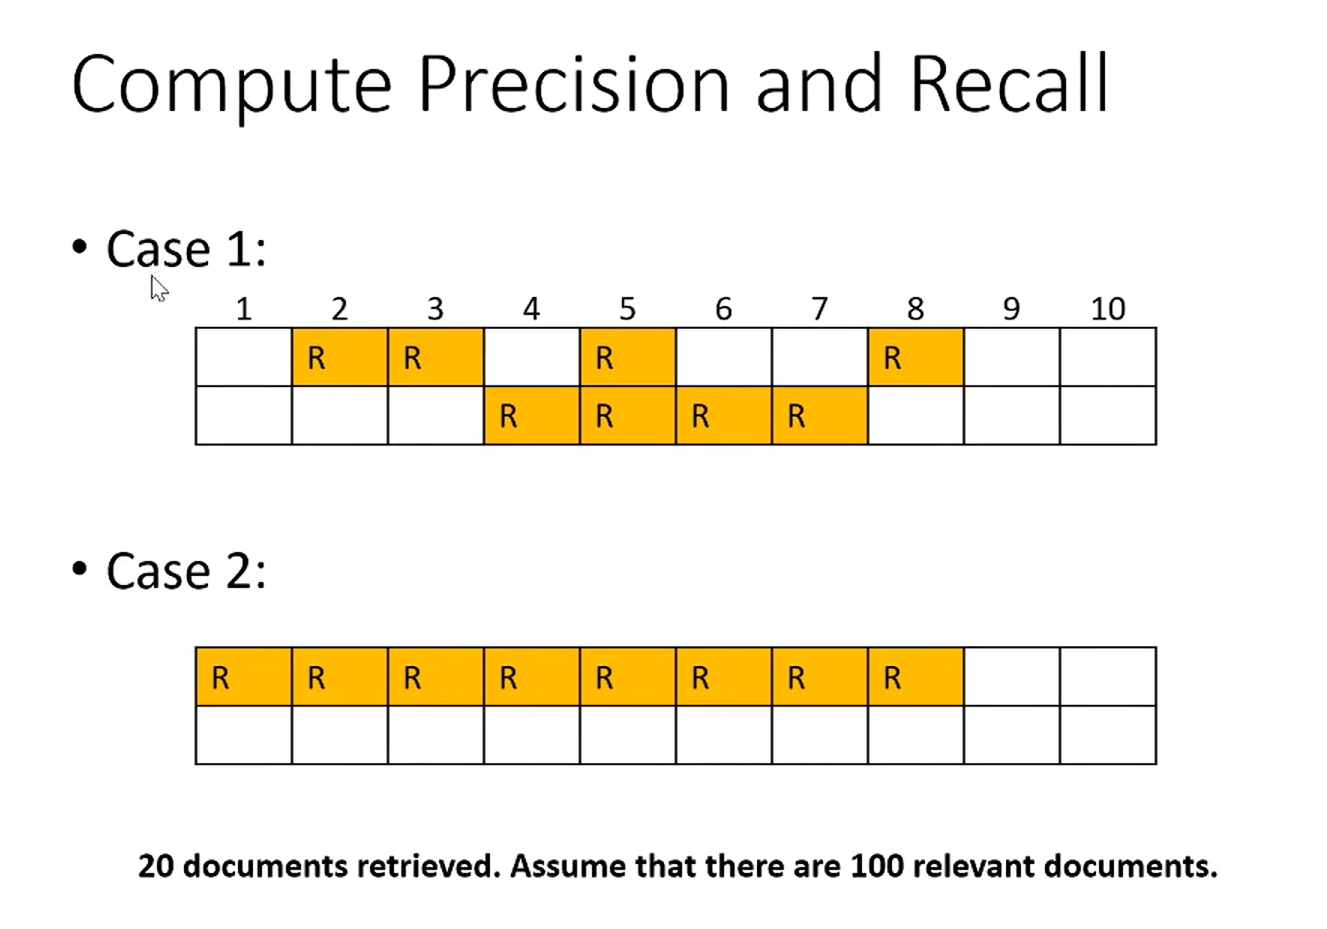 Compute Precision and Recall
• Case 1:
1 2 3 4 5 6 7 8 9 10
R R R R
R R R R
• Case 2:
R R R R R R R R
20 documents retrieved. Assume that there are 100 relevant documents.